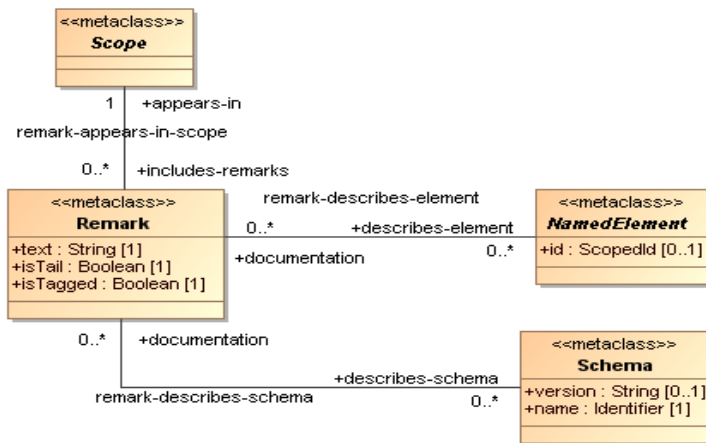 <<metaclass>>
Scope
1 +appears-in
remark-appears-in-scope
0..* +includes-remarks
<<metaclass>>
Remark
+text : String [1]
+isTail : Boolean [1]
+isTagged : Boolean [1]
remark-describes-element
0..* +describes-element
+documentation 0..*
<<metaclass>>
NamedElement
+id : ScopedId [0..1]
0..* +documentation
+describes-schema
remark-describes-schema 0..*
<<metaclass>>
Schema
+version : String [0..1]
+name : Identifier [1]